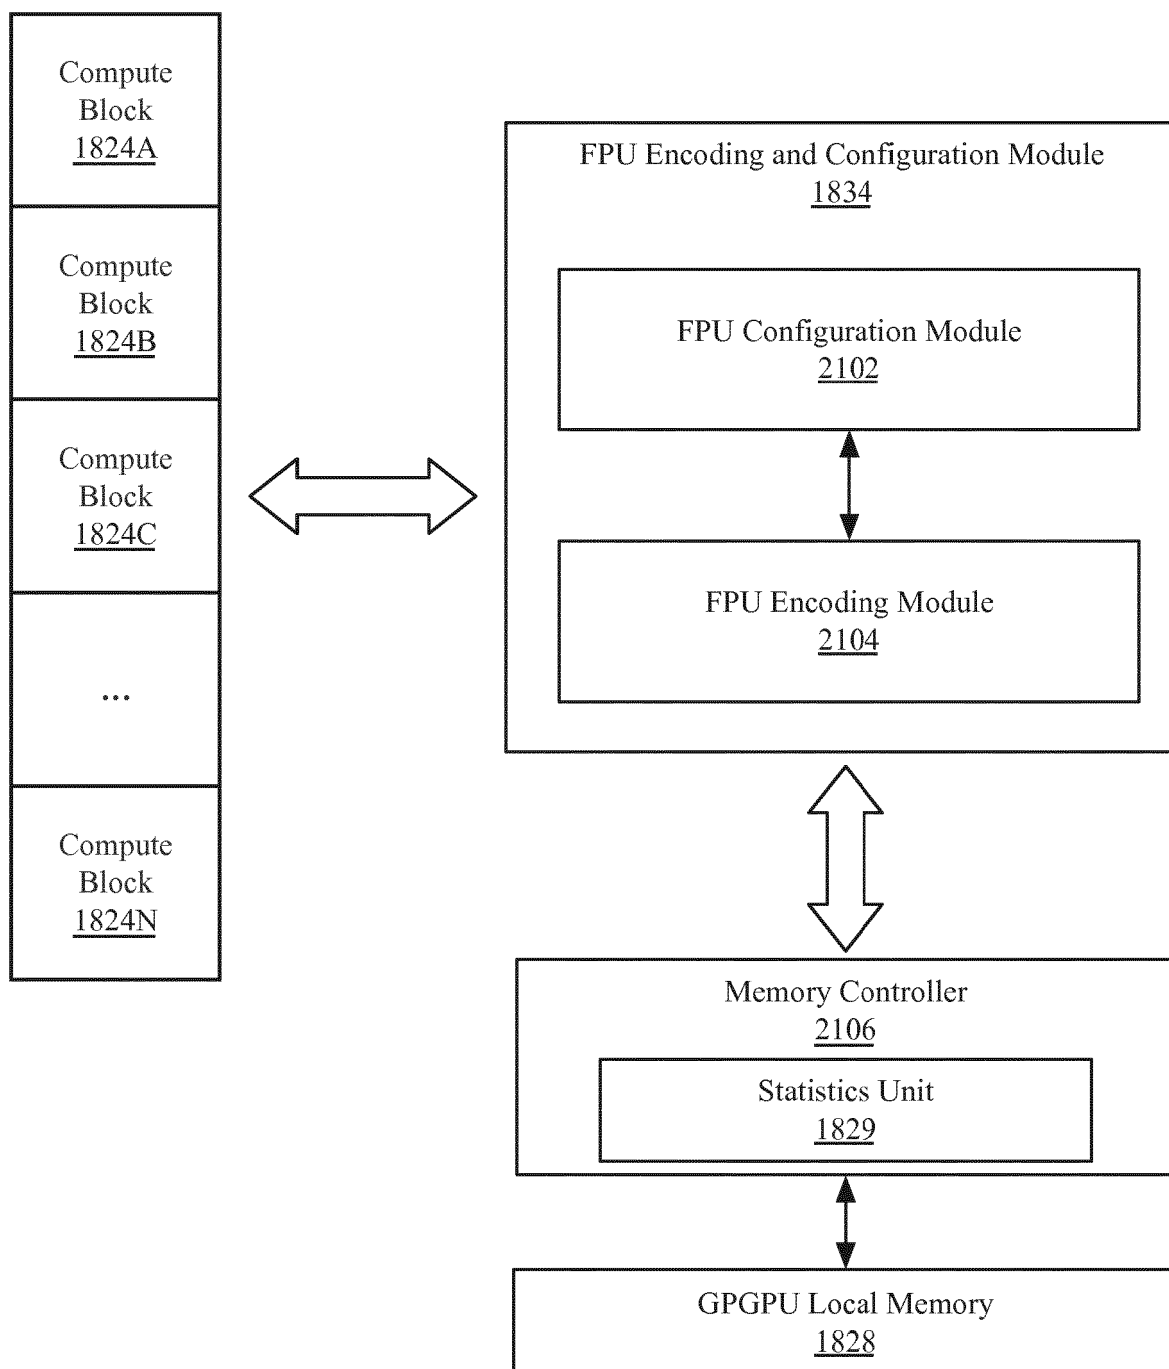 Compute
Block
1824A
Compute
Block
1824B
Compute
Block
1824C
...
Compute
Block
1824N
FPU Encoding and Configuration Module
1834
FPU Configuration Module
2102
FPU Encoding Module
2104
Memory Controller
2106
Statistics Unit
1829
GPGPU Local Memory
1828